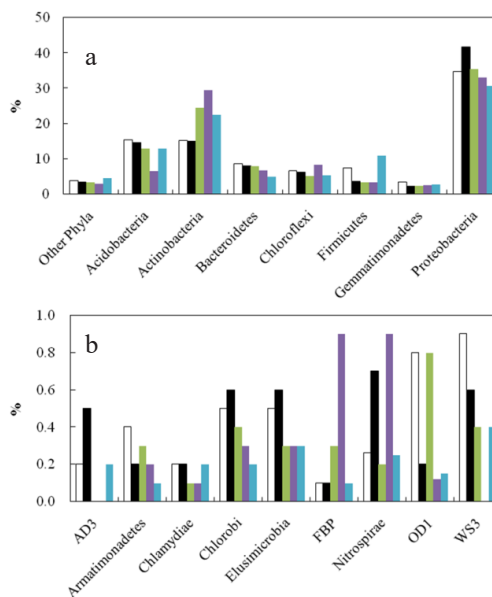 50
a
40
30
%
20
10
0
Other Phyla
Acidobacteria
Actinobacteria
Bacteroidetes
Chloroflexi
Firmicutes
Gemmatimonadetes
Proteobacteria
1.0
b
0.8
0.6
%
0.4
0.2
0.0
AD3
Armatimonadetes
Chlamydiae
Chlorobi
Elusimicrobia
FBP
Nitrospirae
OD1
WS3